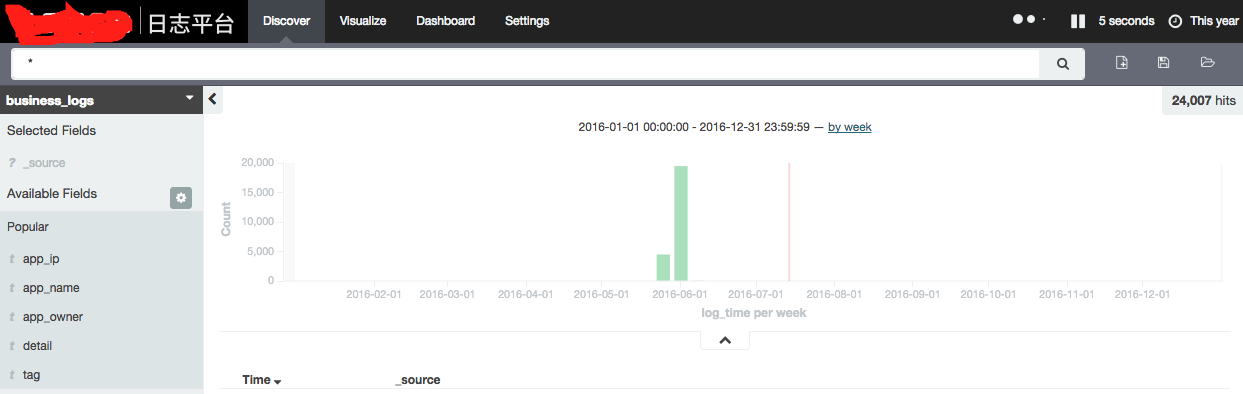 日志平台 Discover Visualize Dashboard Settings 5 seconds This year
*
business_logs
24,007 hits
Selected Fields
2016-01-01 00:00:00 - 2016-12-31 23:59:59 — by week
? _source
Available Fields
Popular
t app_ip
t app_name
t app_owner
t detail
t tag
Count
20,000
15,000
10,000
5,000
0
2016-02-01 2016-03-01 2016-04-01 2016-05-01 2016-06-01 2016-07-01 2016-08-01 2016-09-01 2016-10-01 2016-11-01 2016-12-01
log_time per week
Time _source